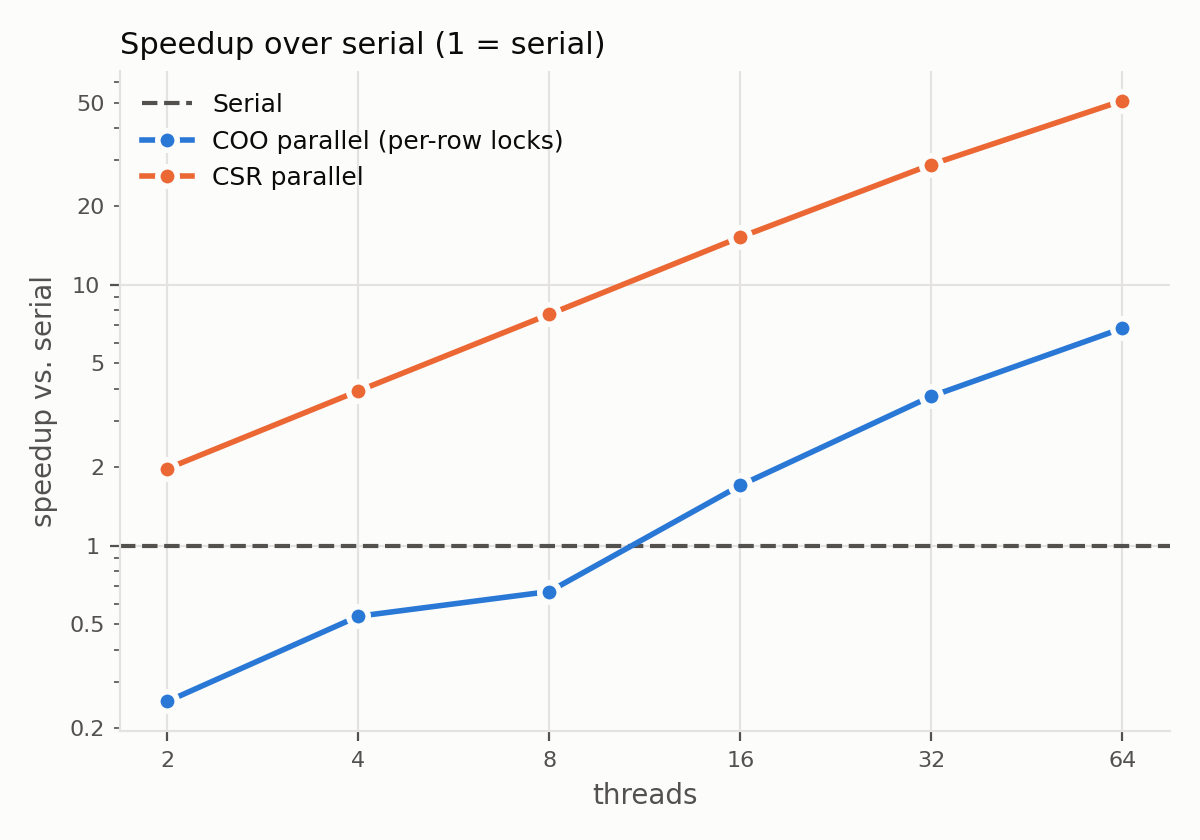 Speedup over serial (1 = serial)
Serial
COO parallel (per-row locks)
CSR parallel
speedup vs. serial
50
20
10
5
2
1
0.5
0.2
2 4 8 16 32 64
threads